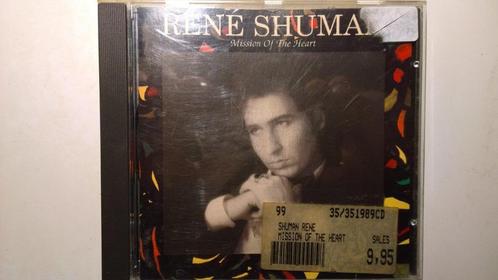 RENÉ SHUMA
Mission Of The Heart
99 35/351989CD
SHUMAN RENE
MISSION OF THE HEART SALES
9,95